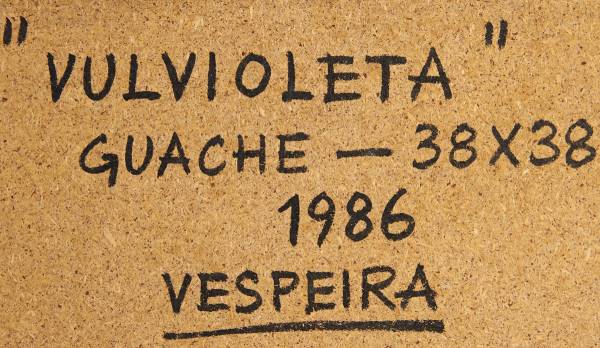 "VULVIOLETA"
GUACHE — 38X38
1986
VESPEIRA